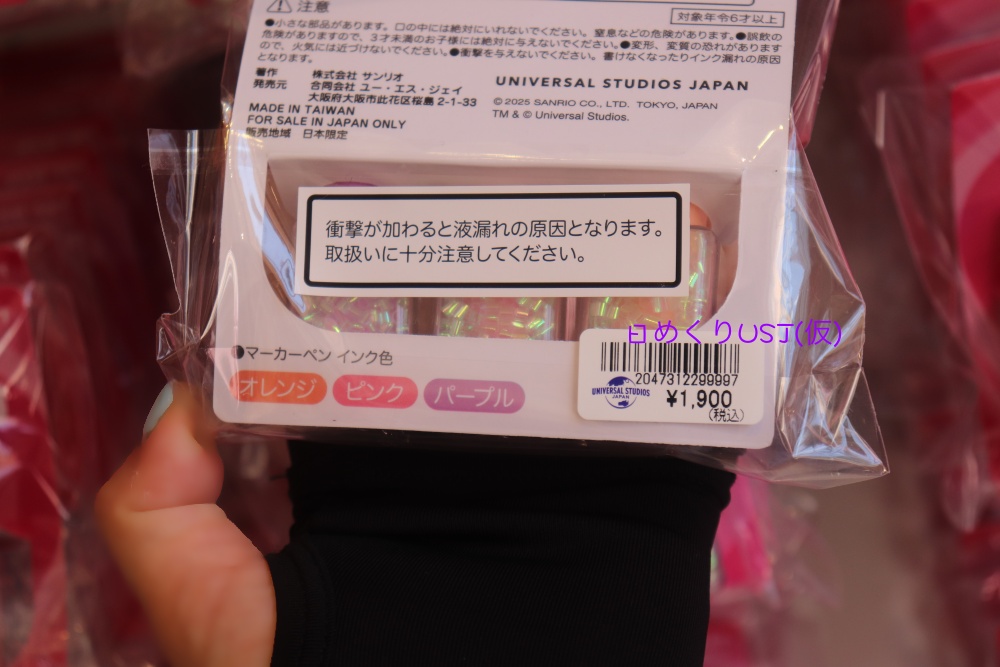 注意
●小さな部品があります。口の中には絶対にいれないでください。窒息などの危険があります。●誤飲の
危険がありますので、3才未満のお子様には絶対に与えないでください。●変形、変質の恐れがあります
ので、火気には近づけないでください。●衝撃を与えないでください。書けなくなったりインク漏れの原因
となります。
対象年令6才以上
著作 株式会社 サンリオ
発売元 合同会社 ユー・エス・ジェイ
大阪府大阪市此花区桜島 2-1-33
MADE IN TAIWAN
FOR SALE IN JAPAN ONLY
販売地域 日本限定
UNIVERSAL STUDIOS JAPAN
© 2025 SANRIO CO., LTD. TOKYO, JAPAN
TM & © Universal Studios.
衝撃が加わると液漏れの原因となります。
取扱いに十分注意してください。
日めくりUSJ(仮)
●マーカーペン インク色
オレンジ ピンク パープル
2047312299997
UNIVERSAL STUDIOS
JAPAN
¥1,900
(税込)